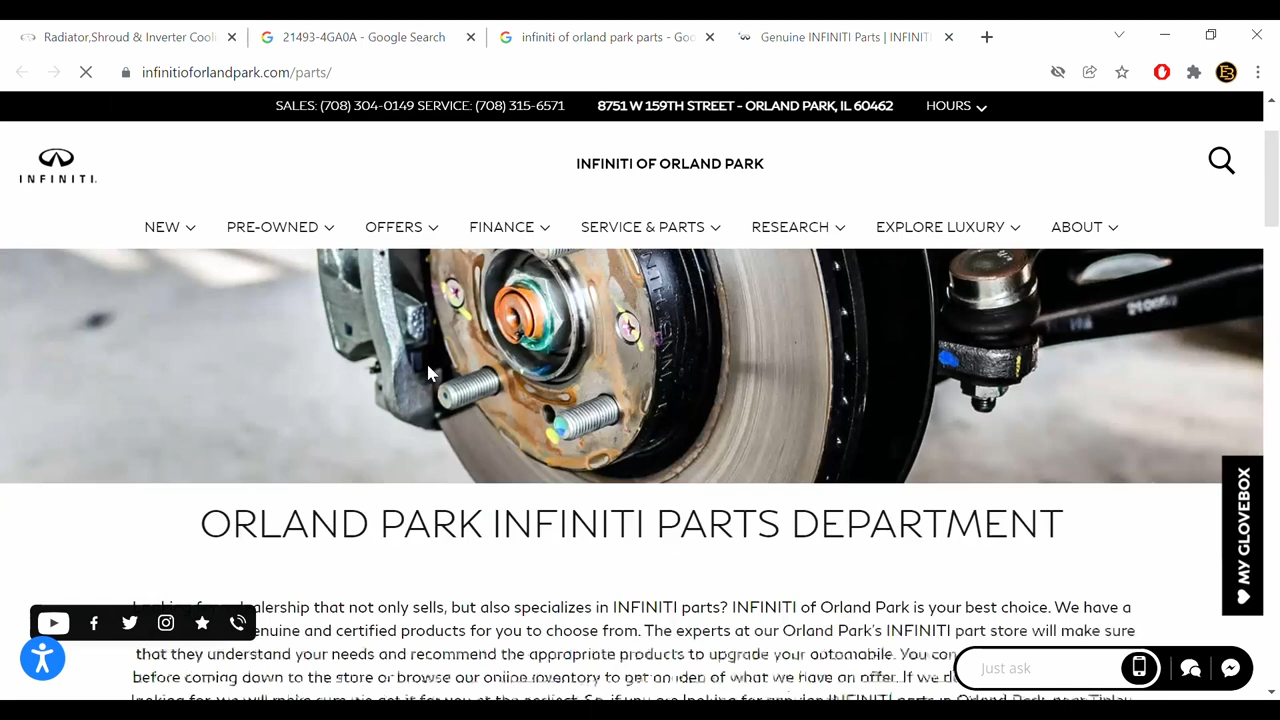 Radiator,Shroud & Inverter Cooli
21493-4GA0A - Google Search
infiniti of orland park parts - Goo
Genuine INFINITI Parts | INFINITI
infinitioforlandpark.com/parts/
SALES: (708) 304-0149 SERVICE: (708) 315-6571
8751 W 159TH STREET - ORLAND PARK, IL 60462
HOURS
INFINITI.
INFINITI OF ORLAND PARK
NEW
PRE-OWNED
OFFERS
FINANCE
SERVICE & PARTS
RESEARCH
EXPLORE LUXURY
ABOUT
MY GLOVEBOX
ORLAND PARK INFINITI PARTS DEPARTMENT
dealership that not only sells, but also specializes in INFINITI parts? INFINITI of Orland Park is your best choice. We have a
genuine and certified products for you to choose from. The experts at our Orland Park's INFINITI part store will make sure
that they understand your needs and recommend the appropriate products to upgrade your automobile. You can
before coming down to the store or browse our online inventory to get an idea of what we have on offer. If we d
Just ask